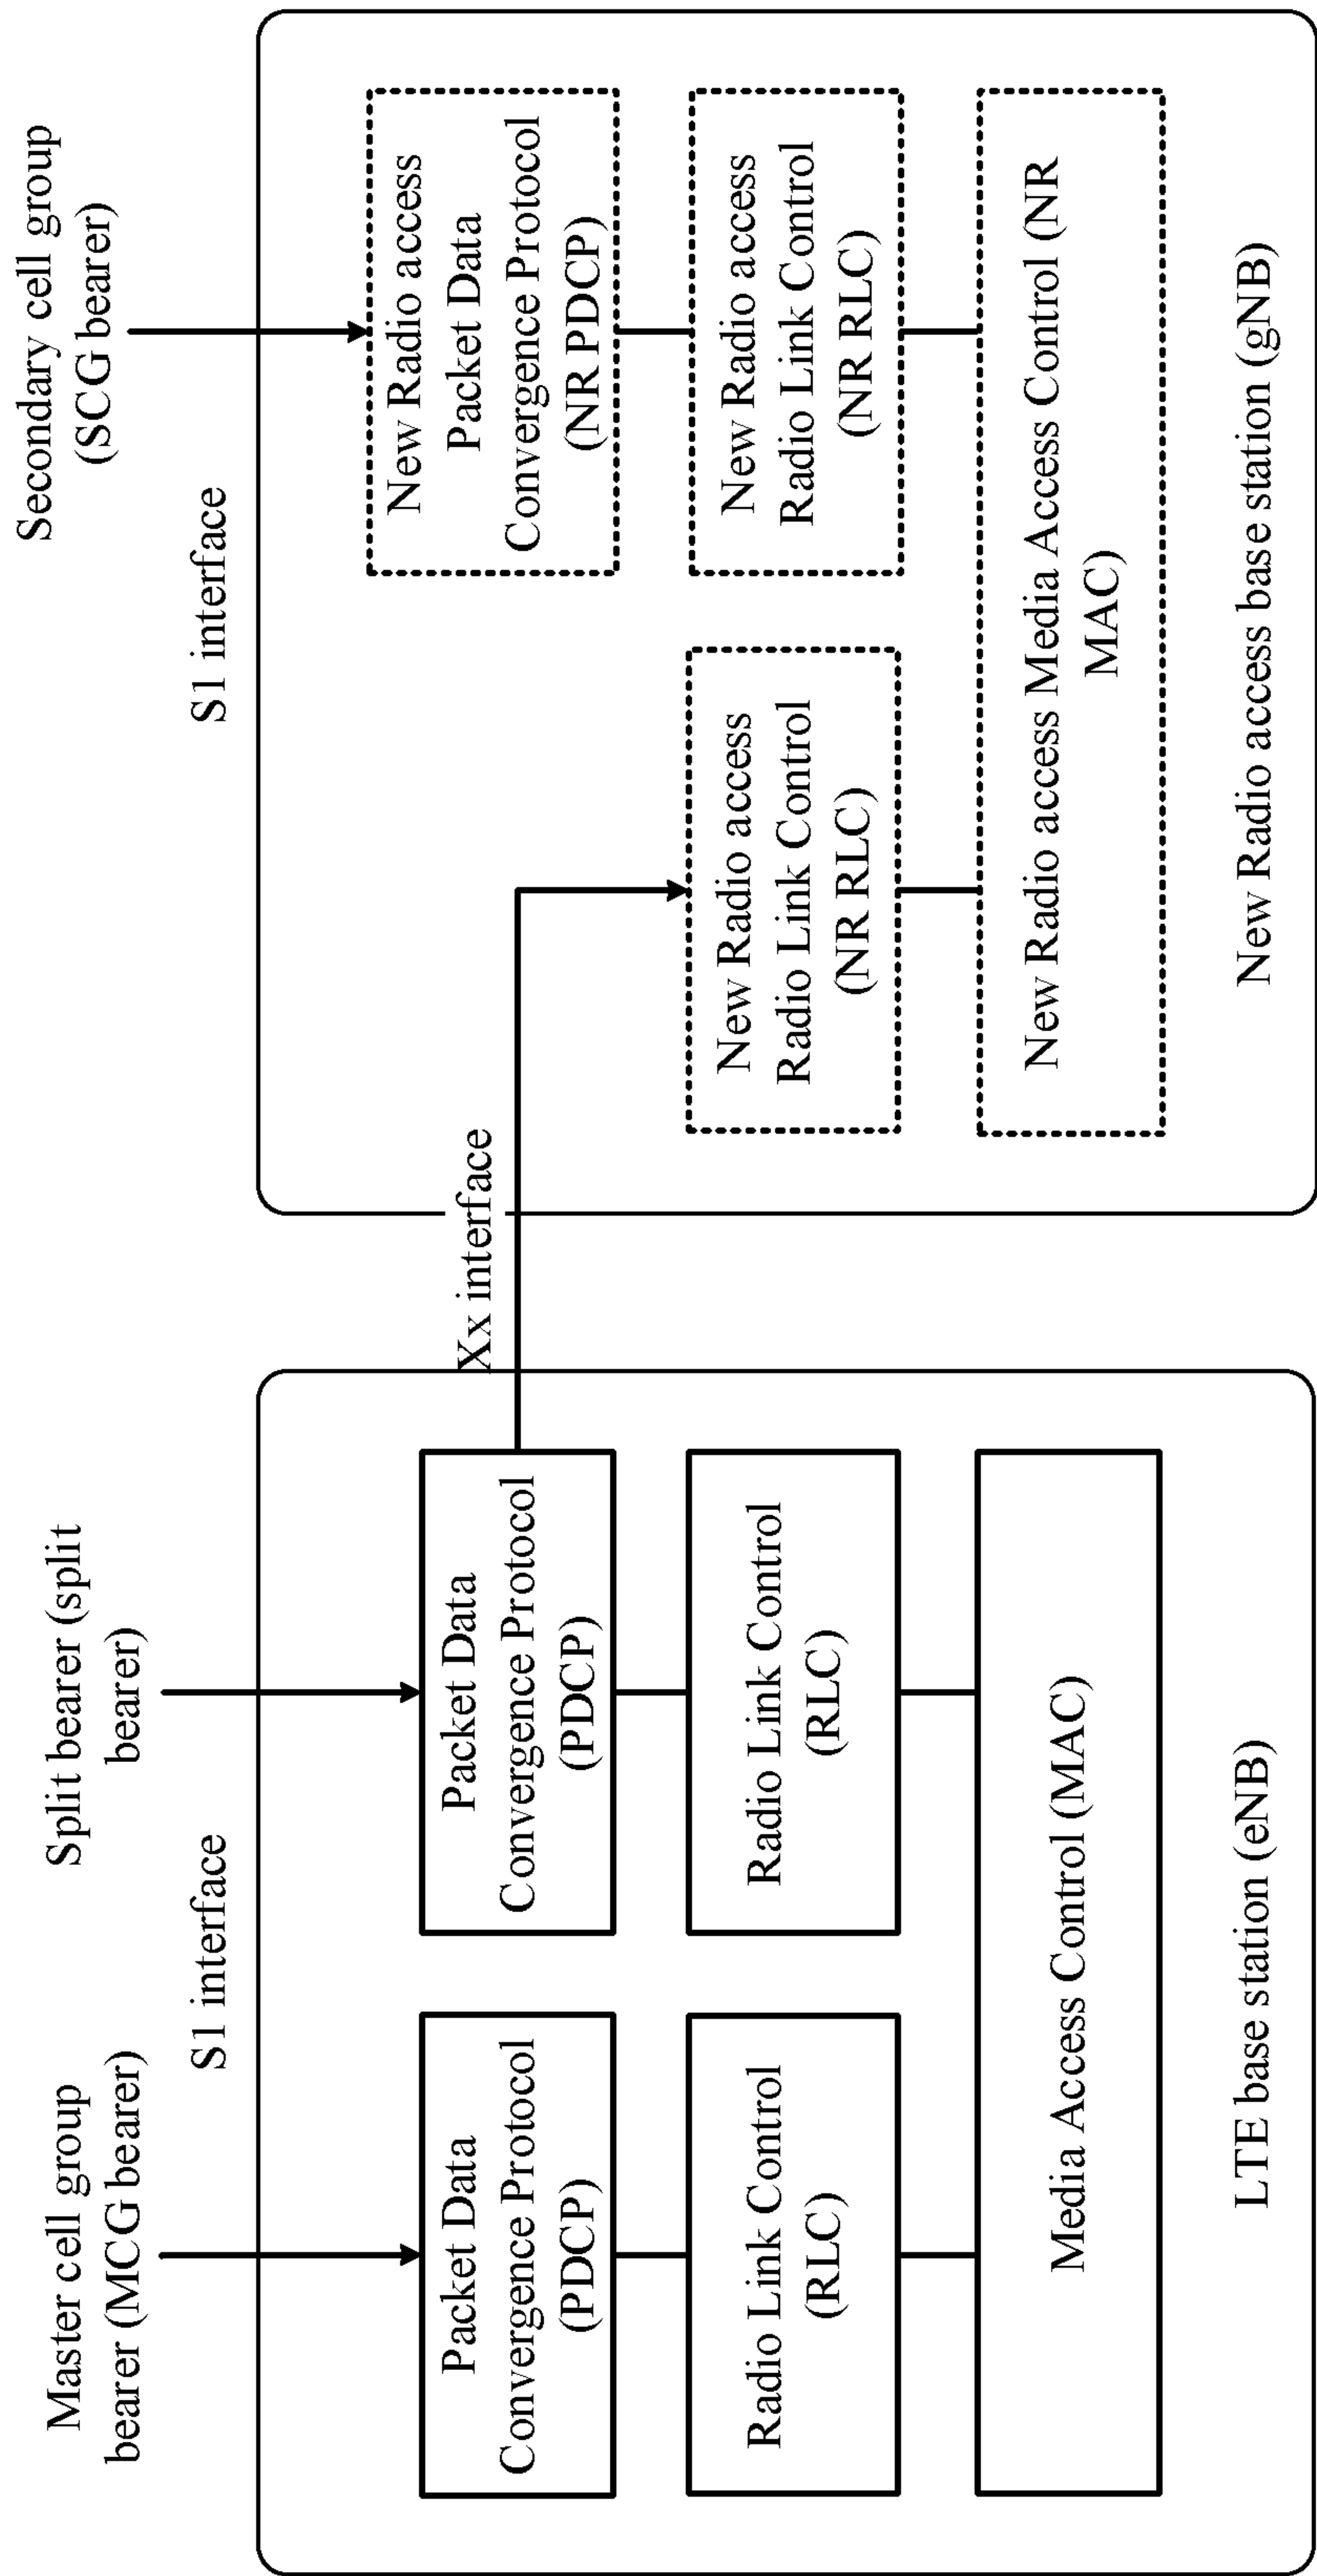 Master cell group
bearer (MCG bearer)
Split bearer (split
bearer)
Secondary cell group
(SCG bearer)
S1 interface
S1 interface
Packet Data
Convergence Protocol
(PDCP)
Packet Data
Convergence Protocol
(PDCP)
Xx interface
New Radio access
Packet Data
Convergence Protocol
(NR PDCP)
Radio Link Control
(RLC)
Radio Link Control
(RLC)
New Radio access
Radio Link Control
(NR RLC)
New Radio access
Radio Link Control
(NR RLC)
Media Access Control (MAC)
New Radio access Media Access Control (NR
MAC)
LTE base station (eNB)
New Radio access base station (gNB)